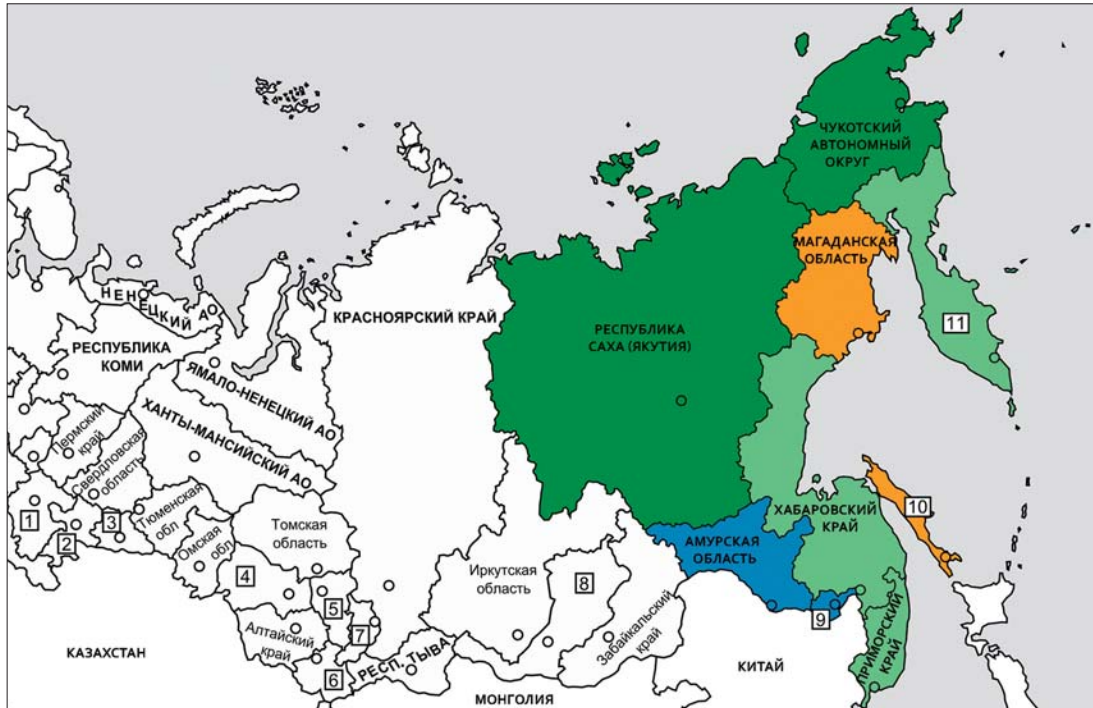 ЧУКОТСКИЙ
АВТОНОМНЫЙ
ОКРУГ
МАГАДАНСКАЯ
ОБЛАСТЬ
НЕНЕЦКИЙ АО
КРАСНОЯРСКИЙ КРАЙ
11
РЕСПУБЛИКА
САХА (ЯКУТИЯ)
РЕСПУБЛИКА
КОМИ
ЯМАЛО-НЕНЕЦКИЙ АО
ХАНТЫ-МАНСИЙСКИЙ АО
Пермский
край
Свердловская
область
Тюменская
обл
Омская
обл
Томская
область
1
2
3
4
5
6
7
Алтайский
край
РЕСП. ТЫВА
Иркутская
область
8
Забайкальский
край
ХАБАРОВСКИЙ
КРАЙ
10
АМУРСКАЯ
ОБЛАСТЬ
9
ПРИМОРСКИЙ
КРАЙ
КАЗАХСТАН
МОНГОЛИЯ
КИТАЙ